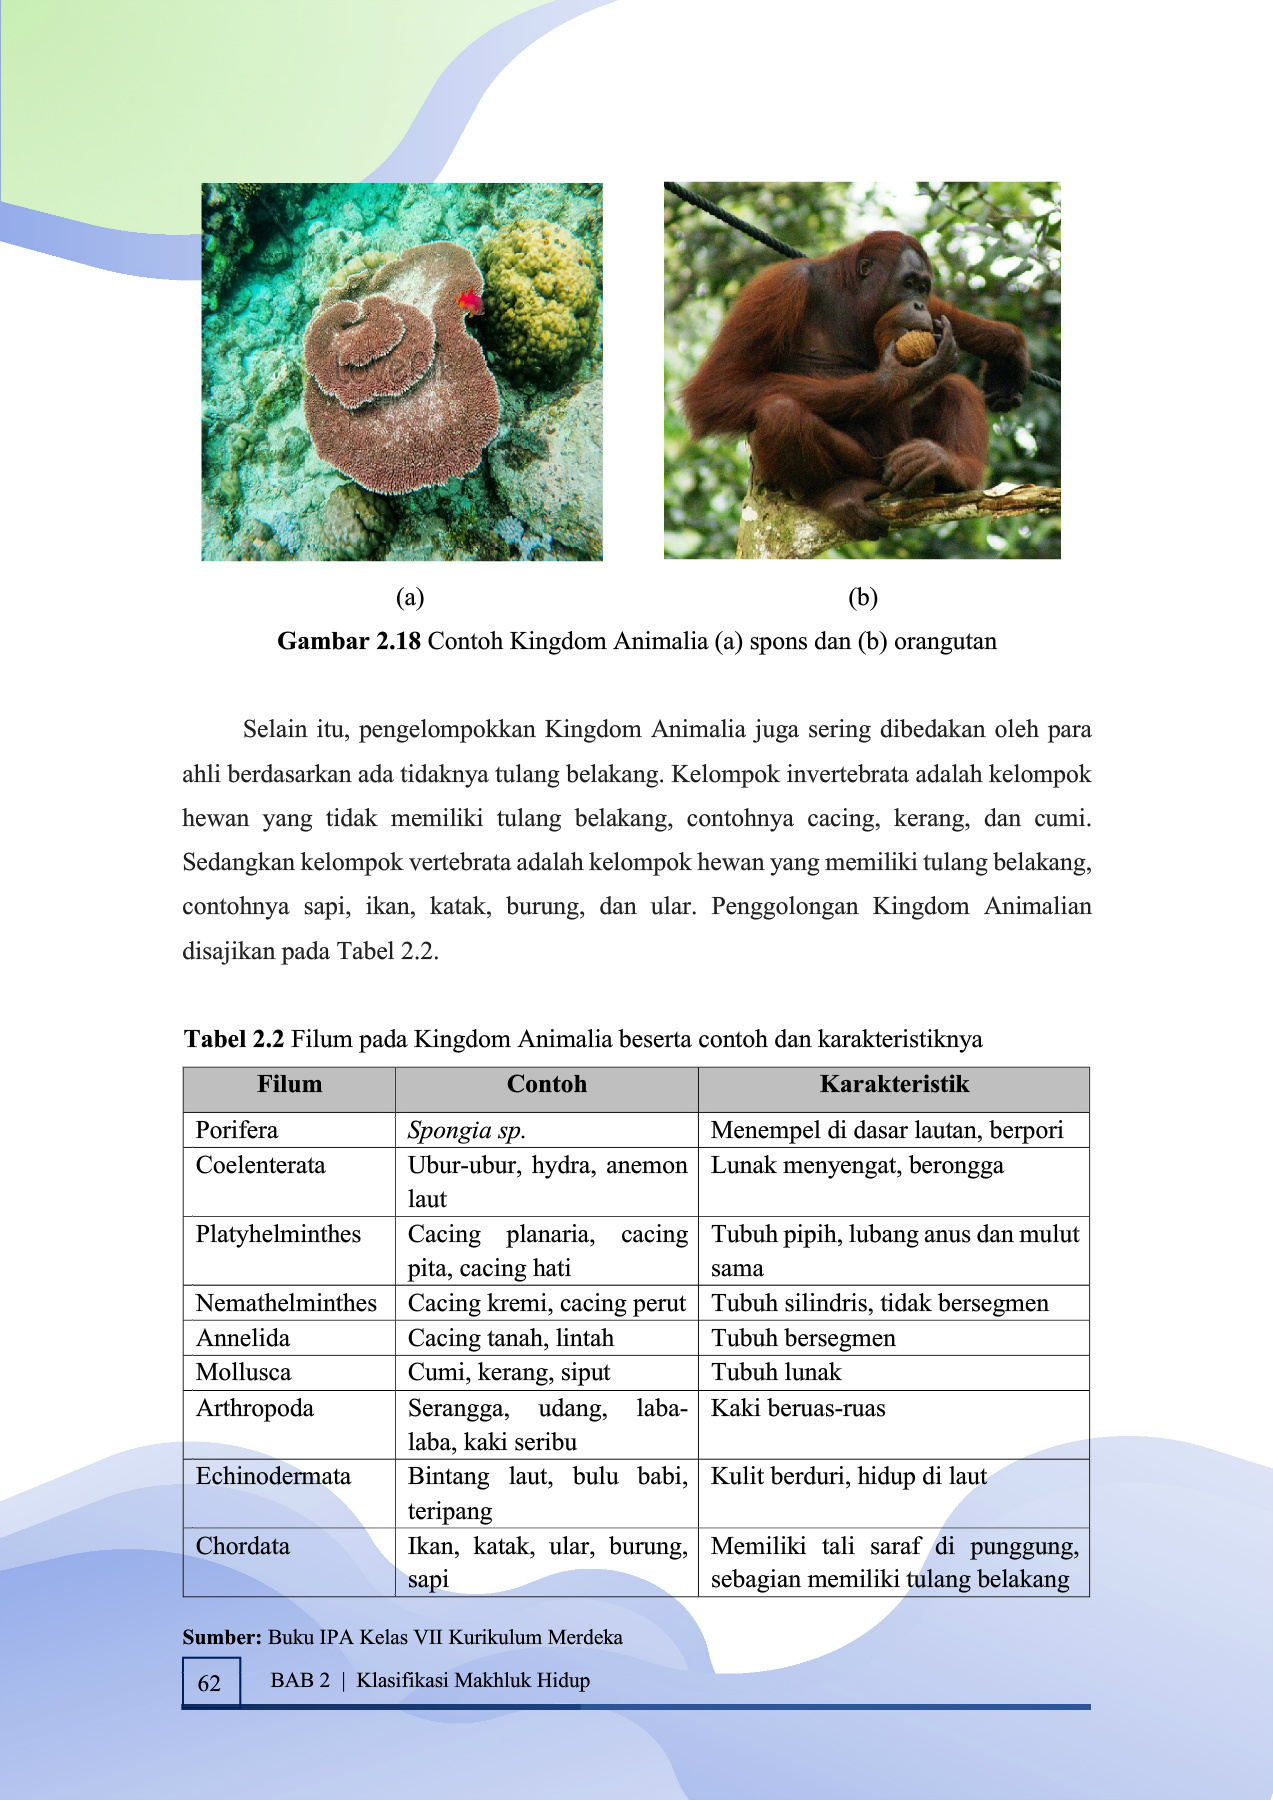 (a)
(b)
Gambar 2.18 Contoh Kingdom Animalia (a) spons dan (b) orangutan
Selain itu, pengelompokkan Kingdom Animalia juga sering dibedakan oleh para
ahli berdasarkan ada tidaknya tulang belakang. Kelompok invertebrata adalah kelompok
hewan yang tidak memiliki tulang belakang, contohnya cacing, kerang, dan cumi.
Sedangkan kelompok vertebrata adalah kelompok hewan yang memiliki tulang belakang,
contohnya sapi, ikan, katak, burung, dan ular. Penggolongan Kingdom Animalian
disajikan pada Tabel 2.2.
Tabel 2.2 Filum pada Kingdom Animalia beserta contoh dan karakteristiknya
Filum Contoh Karakteristik
Porifera Spongia sp. Menempel di dasar lautan, berpori
Coelenterata Ubur-ubur, hydra, anemon Lunak menyengat, berongga
laut
Platyhelminthes Cacing planaria, cacing Tubuh pipih, lubang anus dan mulut
pita, cacing hati sama
Nemathelminthes Cacing kremi, cacing perut Tubuh silindris, tidak bersegmen
Annelida Cacing tanah, lintah Tubuh bersegmen
Mollusca Cumi, kerang, siput Tubuh lunak
Arthropoda Serangga, udang, laba- Kaki beruas-ruas
laba, kaki seribu
Echinodermata Bintang laut, bulu babi, Kulit berduri, hidup di laut
teripang
Chordata Ikan, katak, ular, burung, Memiliki tali saraf di punggung,
sapi sebagian memiliki tulang belakang
Sumber: Buku IPA Kelas VII Kurikulum Merdeka
62 BAB 2 | Klasifikasi Makhluk Hidup